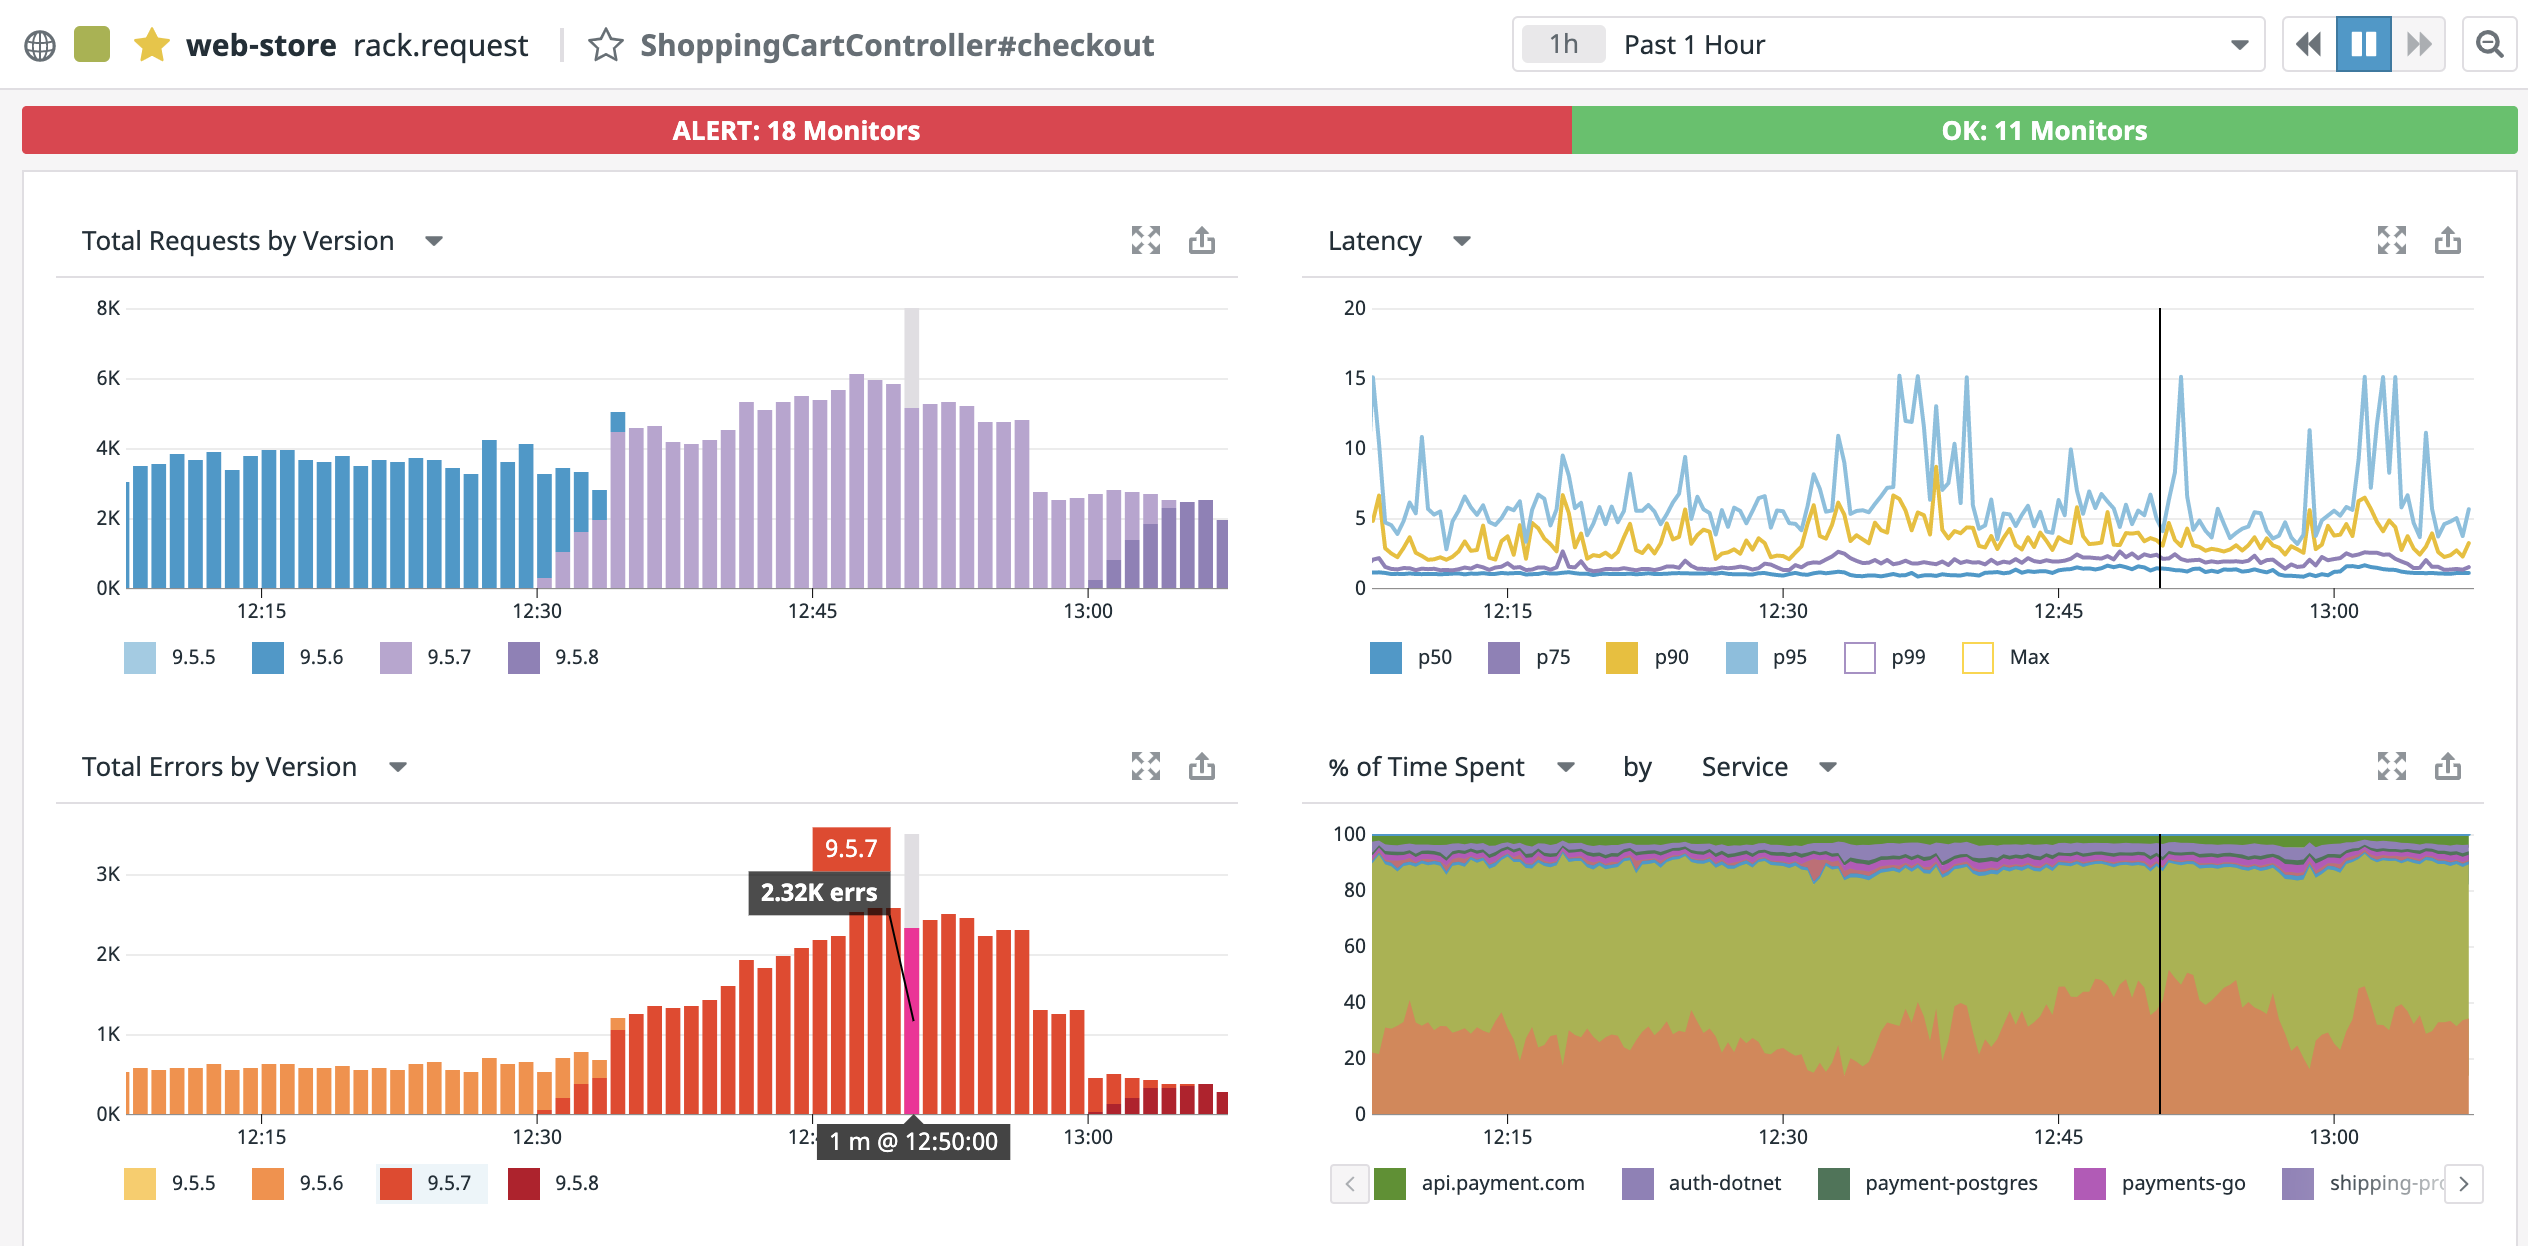 web-store rack.request ShoppingCartController#checkout 1h Past 1 Hour
ALERT: 18 Monitors OK: 11 Monitors
Total Requests by Version
8K
6K
4K
2K
0K
12:15 12:30 12:45 13:00
9.5.5 9.5.6 9.5.7 9.5.8
Latency
20
15
10
5
0
12:15 12:30 12:45 13:00
p50 p75 p90 p95 p99 Max
Total Errors by Version
9.5.7
2.32K errs
3K
2K
1K
0K
12:15 12:30 13:00
1 m @ 12:50:00
9.5.5 9.5.6 9.5.7 9.5.8
% of Time Spent by Service
100
80
60
40
20
0
12:15 12:30 12:45 13:00
api.payment.com auth-dotnet payment-postgres payments-go